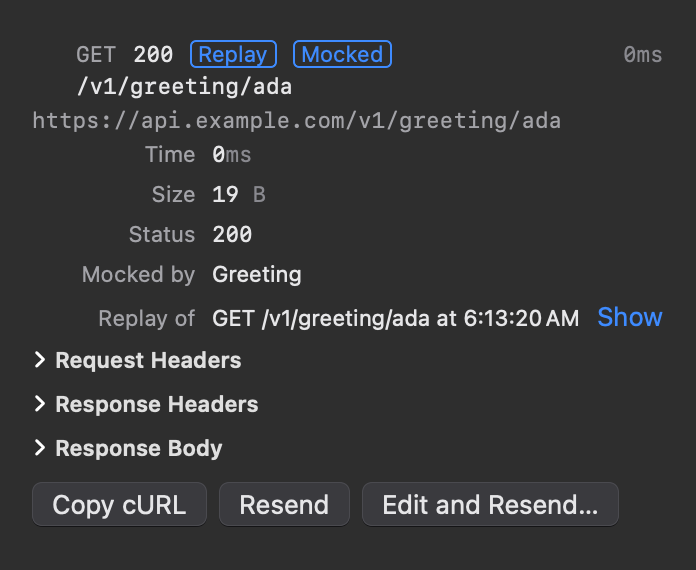 GET 200 Replay Mocked 0ms
/v1/greeting/ada
https://api.example.com/v1/greeting/ada
Time 0ms
Size 19 B
Status 200
Mocked by Greeting
Replay of GET /v1/greeting/ada at 6:13:20 AM Show
Request Headers
Response Headers
Response Body
Copy cURL Resend Edit and Resend...